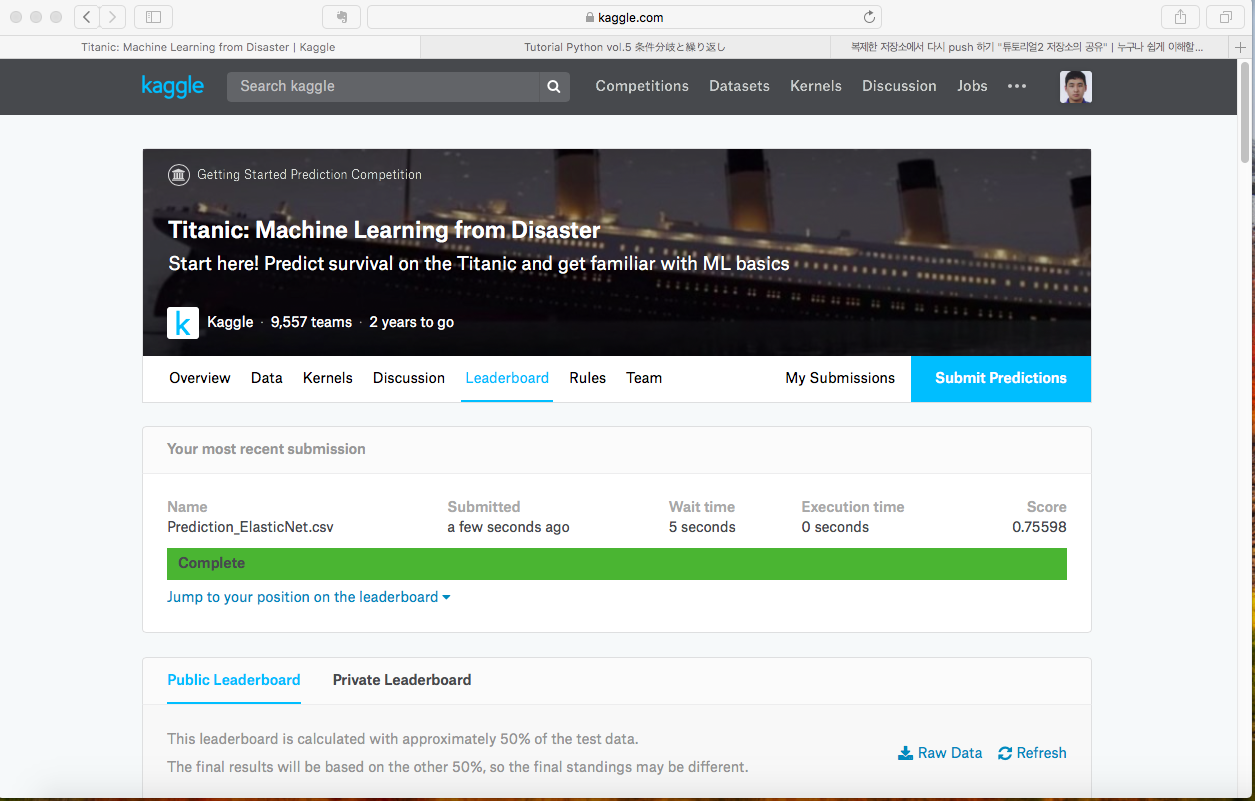 kaggle.com
Titanic: Machine Learning from Disaster | Kaggle
Tutorial Python vol.5 条件分岐と繰り返し
복제한 저장소에서 다시 push 하기 "튜토리얼2 저장소의 공유" | 누구나 쉽게 이해할...
kaggle
Search kaggle
Competitions
Datasets
Kernels
Discussion
Jobs
Getting Started Prediction Competition
Titanic: Machine Learning from Disaster
Start here! Predict survival on the Titanic and get familiar with ML basics
k
Kaggle · 9,557 teams · 2 years to go
Overview
Data
Kernels
Discussion
Leaderboard
Rules
Team
My Submissions
Submit Predictions
Your most recent submission
Name
Submitted
Wait time
Execution time
Score
Prediction_ElasticNet.csv
a few seconds ago
5 seconds
0 seconds
0.75598
Complete
Jump to your position on the leaderboard
Public Leaderboard
Private Leaderboard
This leaderboard is calculated with approximately 50% of the test data.
The final results will be based on the other 50%, so the final standings may be different.
Raw Data
Refresh